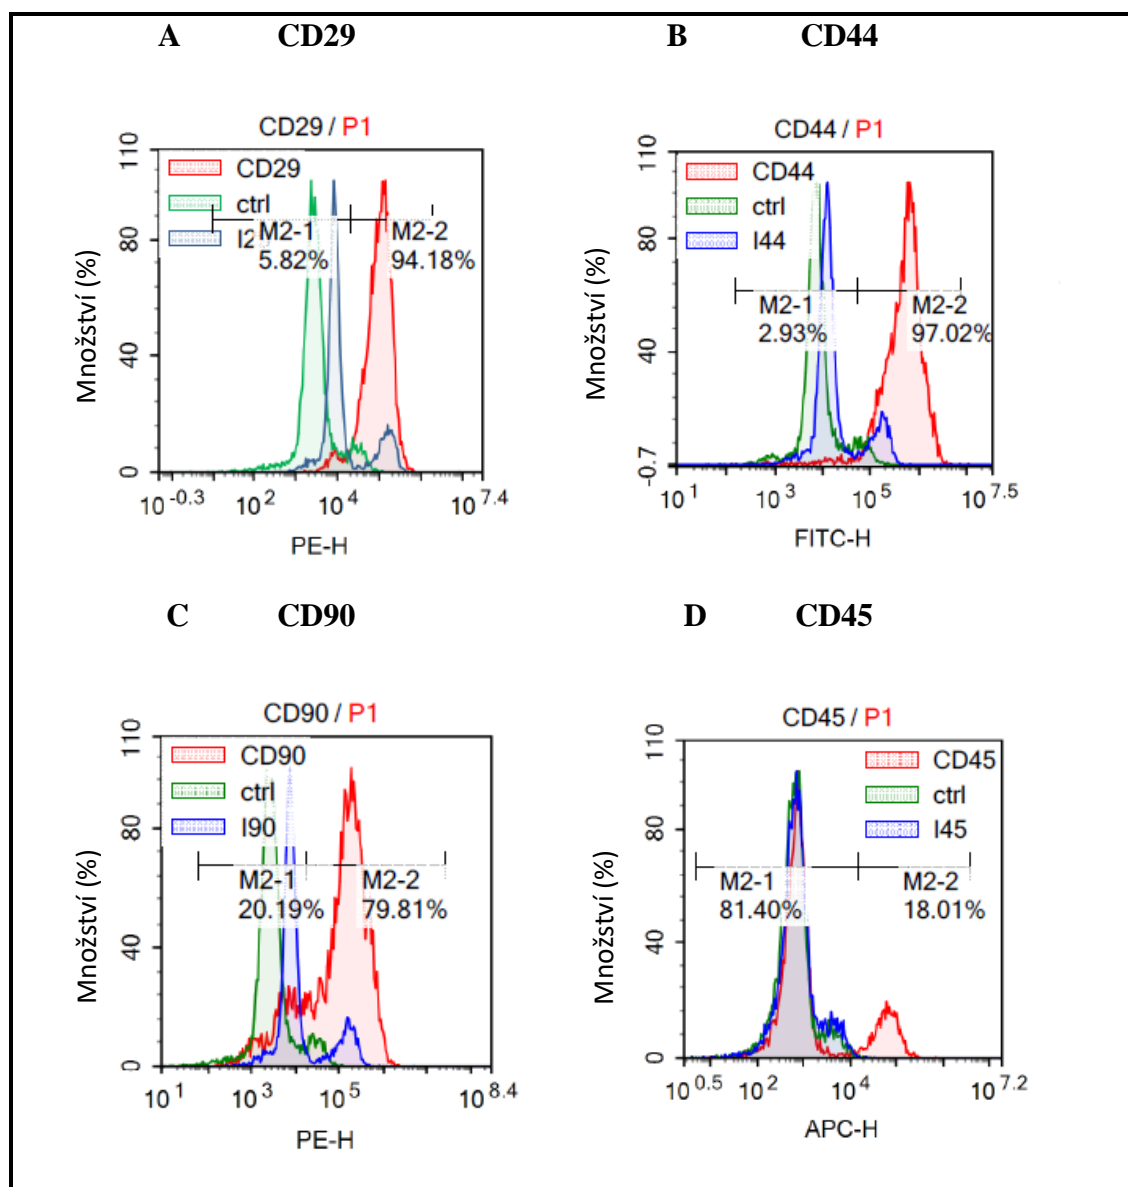 A CD29
B CD44
CD29 / P1
110
80
40
0
Množství (%)
CD29
ctrl
M2-1
5.82%
M2-2
94.18%
10^-0.3 10^2 10^4 10^7.4
PE-H
CD44 / P1
110
80
40
-0.7
Množství (%)
CD44
ctrl
I44
M2-1
2.93%
M2-2
97.02%
10^1 10^3 10^5 10^7.5
FITC-H
C CD90
D CD45
CD90 / P1
110
80
40
0
Množství (%)
CD90
ctrl
I90
M2-1
20.19%
M2-2
79.81%
10^1 10^3 10^5 10^8.4
PE-H
CD45 / P1
110
80
40
0
Množství (%)
CD45
ctrl
I45
M2-1
81.40%
M2-2
18.01%
10^0.5 10^2 10^4 10^7.2
APC-H